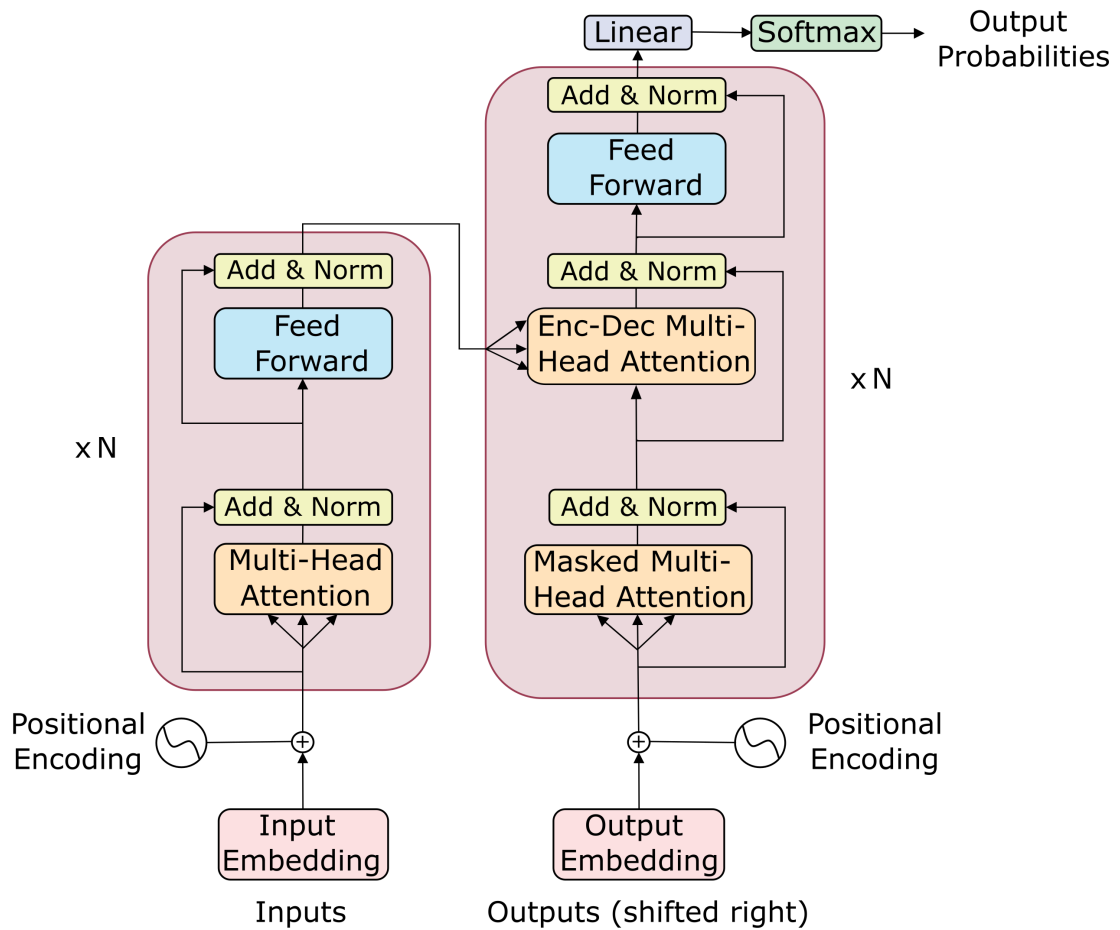 Linear
Softmax
Output
Probabilities
Add & Norm
Feed
Forward
Add & Norm
Enc-Dec Multi-
Head Attention
x N
Add & Norm
Masked Multi-
Head Attention
Add & Norm
Feed
Forward
x N
Add & Norm
Multi-Head
Attention
Positional
Encoding
Positional
Encoding
Input
Embedding
Output
Embedding
Inputs
Outputs (shifted right)